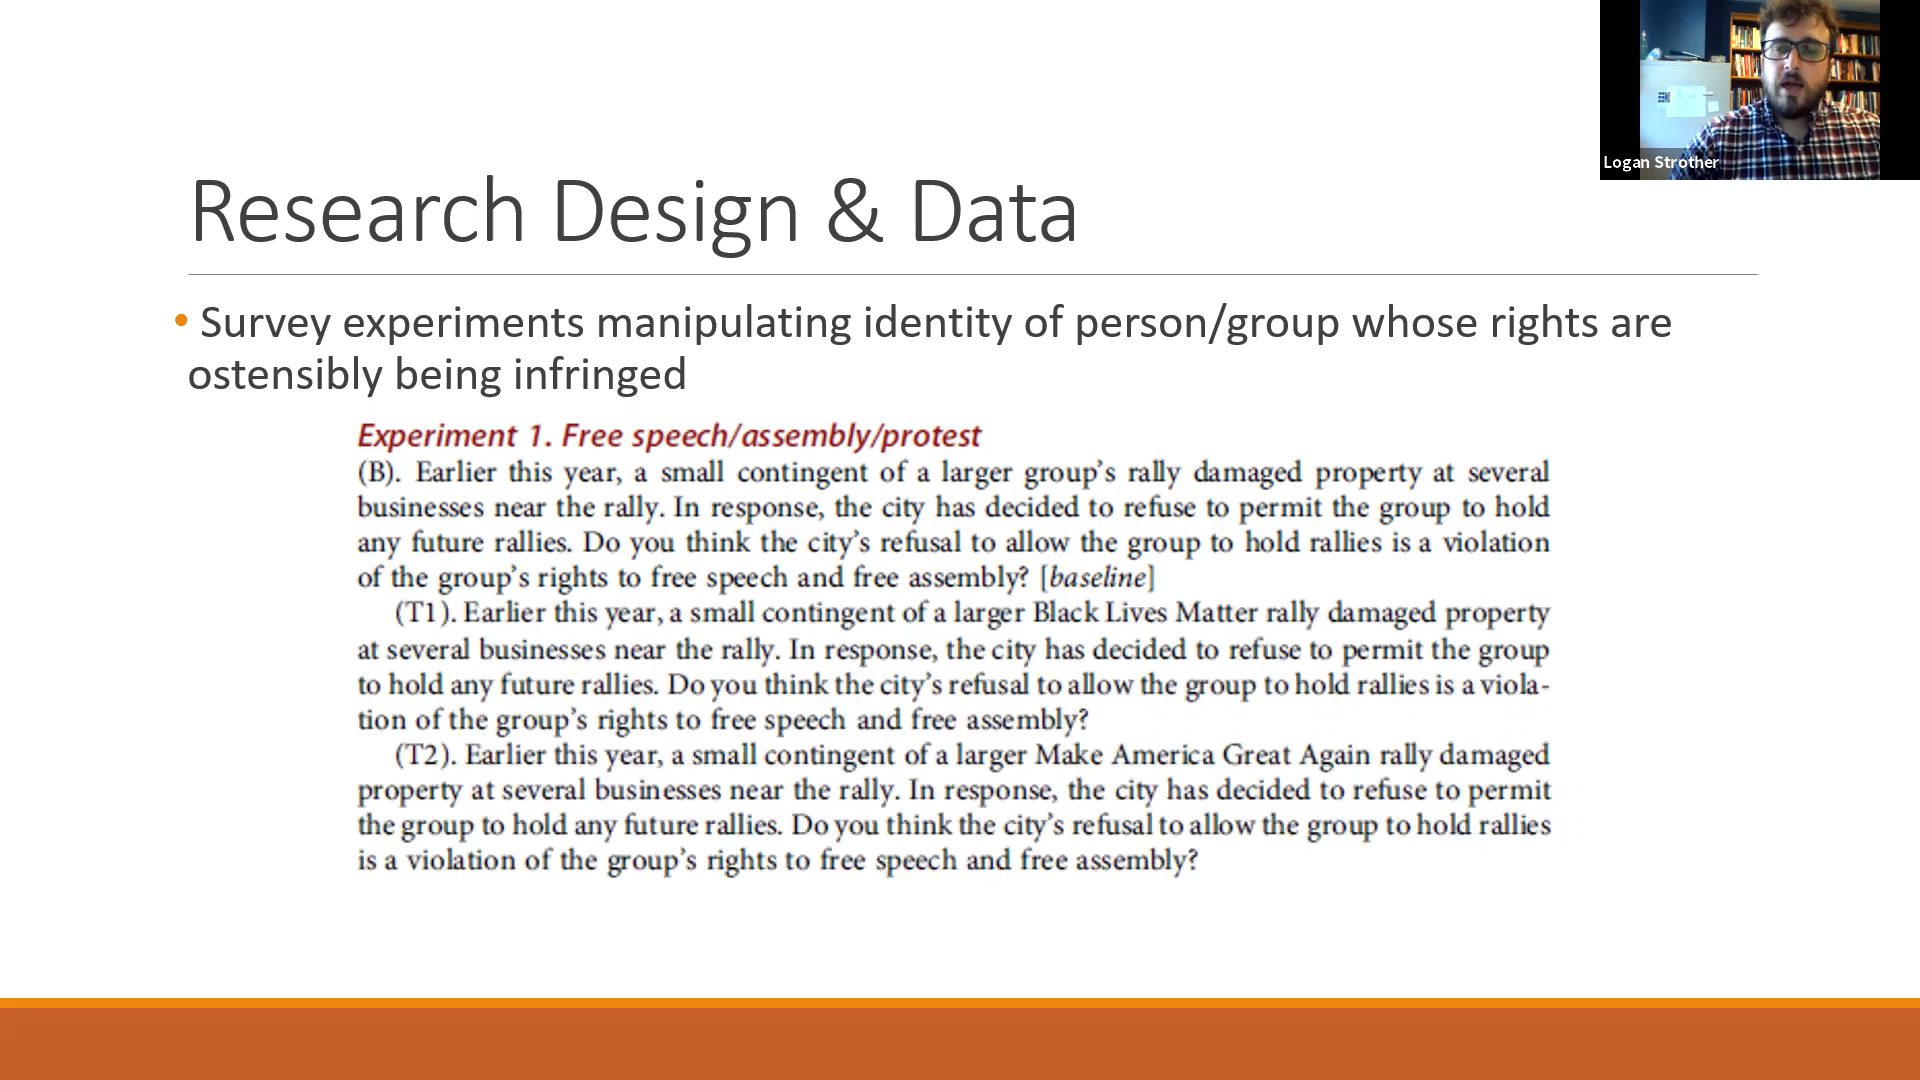 Logan Strother
Research Design & Data
• Survey experiments manipulating identity of person/group whose rights are
ostensibly being infringed
Experiment 1. Free speech/assembly/protest
(B). Earlier this year, a small contingent of a larger group’s rally damaged property at several
businesses near the rally. In response, the city has decided to refuse to permit the group to hold
any future rallies. Do you think the city’s refusal to allow the group to hold rallies is a violation
of the group’s rights to free speech and free assembly? [baseline]
(T1). Earlier this year, a small contingent of a larger Black Lives Matter rally damaged property
at several businesses near the rally. In response, the city has decided to refuse to permit the group
to hold any future rallies. Do you think the city’s refusal to allow the group to hold rallies is a viola-
tion of the group’s rights to free speech and free assembly?
(T2). Earlier this year, a small contingent of a larger Make America Great Again rally damaged
property at several businesses near the rally. In response, the city has decided to refuse to permit
the group to hold any future rallies. Do you think the city’s refusal to allow the group to hold rallies
is a violation of the group’s rights to free speech and free assembly?